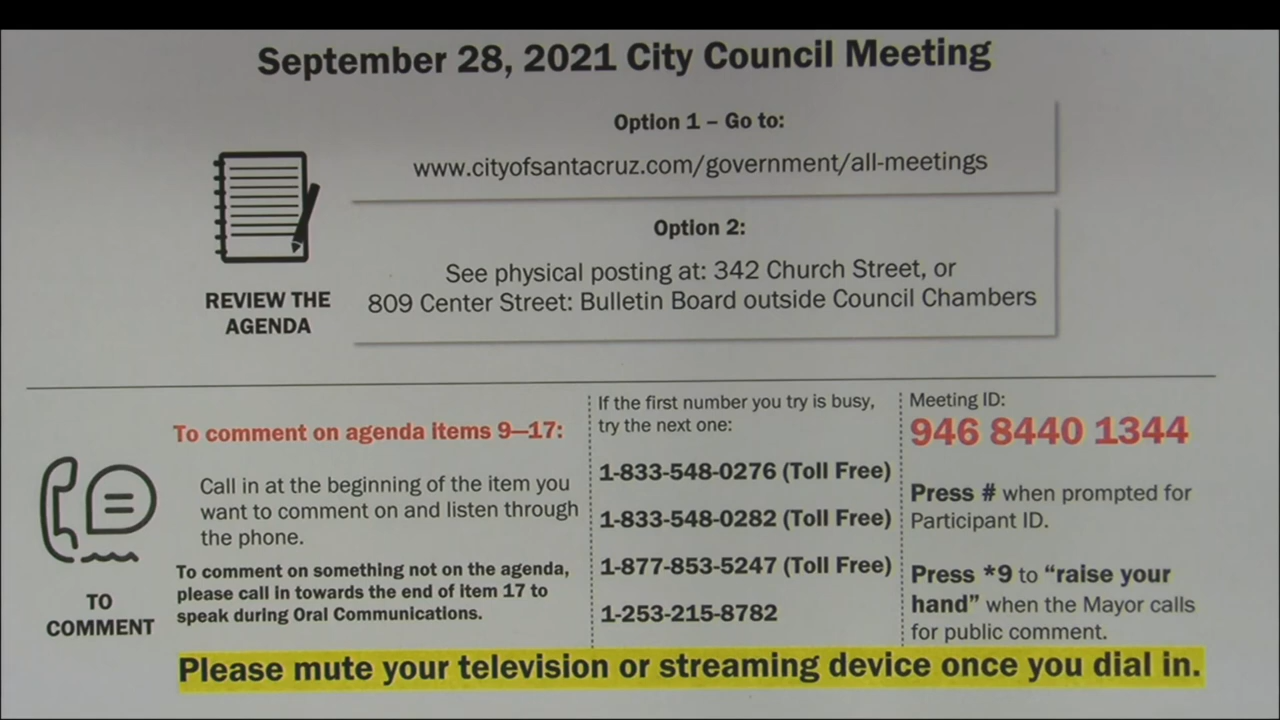 September 28, 2021 City Council Meeting
Option 1 – Go to:
www.cityofsantacruz.com/government/all-meetings
Option 2:
See physical posting at: 342 Church Street, or
809 Center Street: Bulletin Board outside Council Chambers
REVIEW THE
AGENDA
To comment on agenda items 9—17:
Call in at the beginning of the item you
want to comment on and listen through
the phone.
To comment on something not on the agenda,
please call in towards the end of item 17 to
speak during Oral Communications.
TO
COMMENT
If the first number you try is busy,
try the next one:
1-833-548-0276 (Toll Free)
1-833-548-0282 (Toll Free)
1-877-853-5247 (Toll Free)
1-253-215-8782
Meeting ID:
946 8440 1344
Press # when prompted for
Participant ID.
Press *9 to “raise your
hand” when the Mayor calls
for public comment.
Please mute your television or streaming device once you dial in.